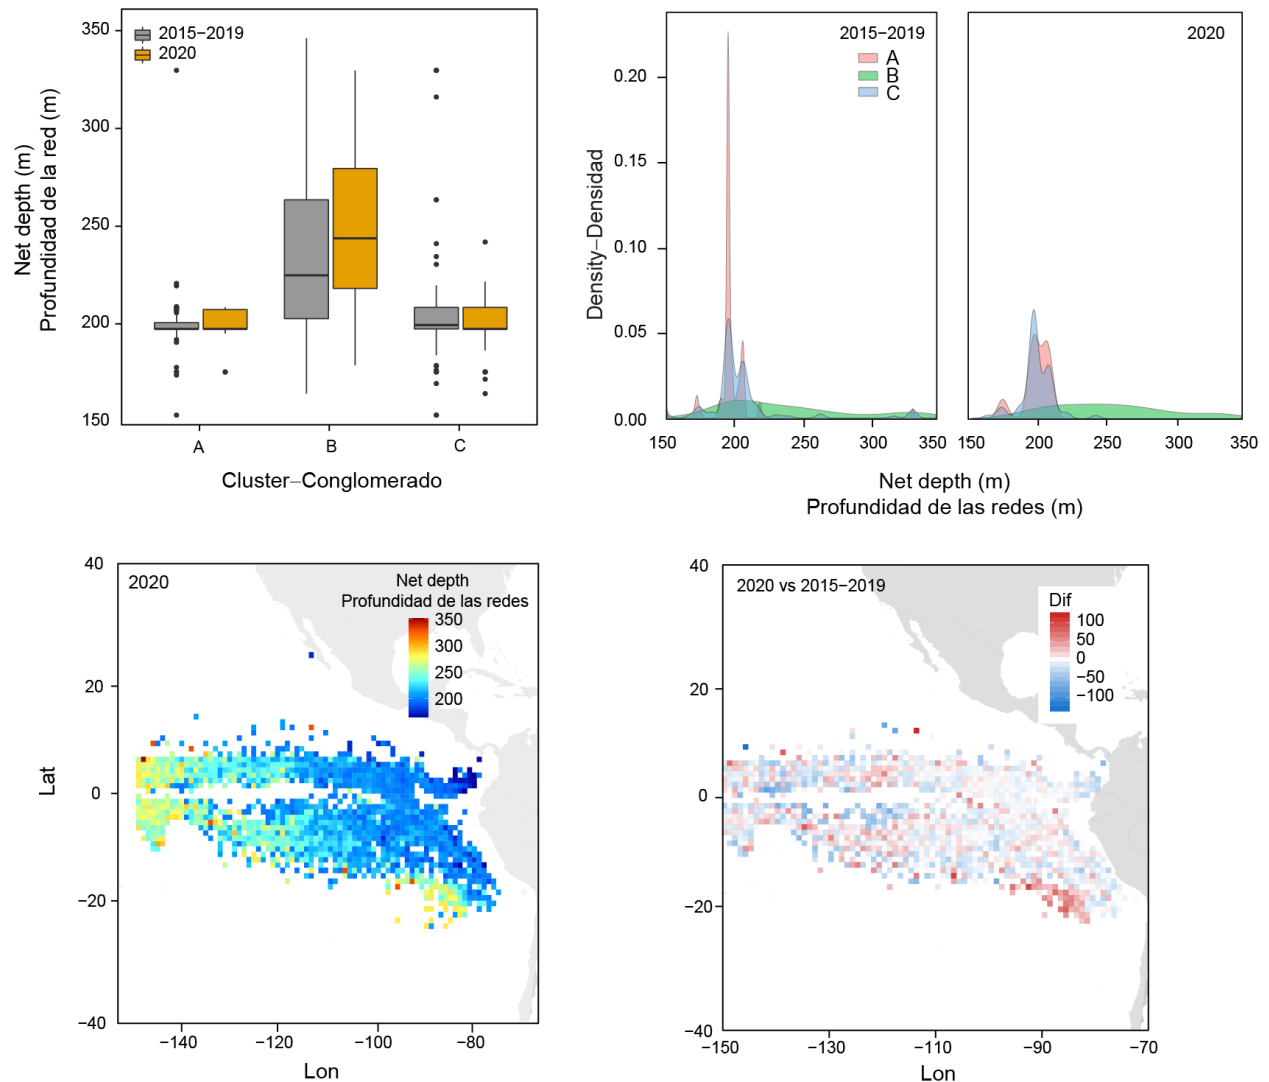 350
300
250
200
150
Net depth (m)
Profundidad de la red (m)
2015−2019
2020
A
B
C
Cluster−Conglomerado
0.20
0.15
0.10
0.05
0.00
Density−Densidad
2015−2019
A
B
C
2020
150
200
250
300
350
150
200
250
300
350
Net depth (m)
Profundidad de las redes (m)
40
20
0
−20
−40
Lat
2020
Net depth
Profundidad de las redes
350
300
250
200
−140
−120
−100
−80
Lon
40
20
0
−20
−40
2020 vs 2015−2019
Dif
100
50
0
−50
−100
−150
−130
−110
−90
−70
Lon